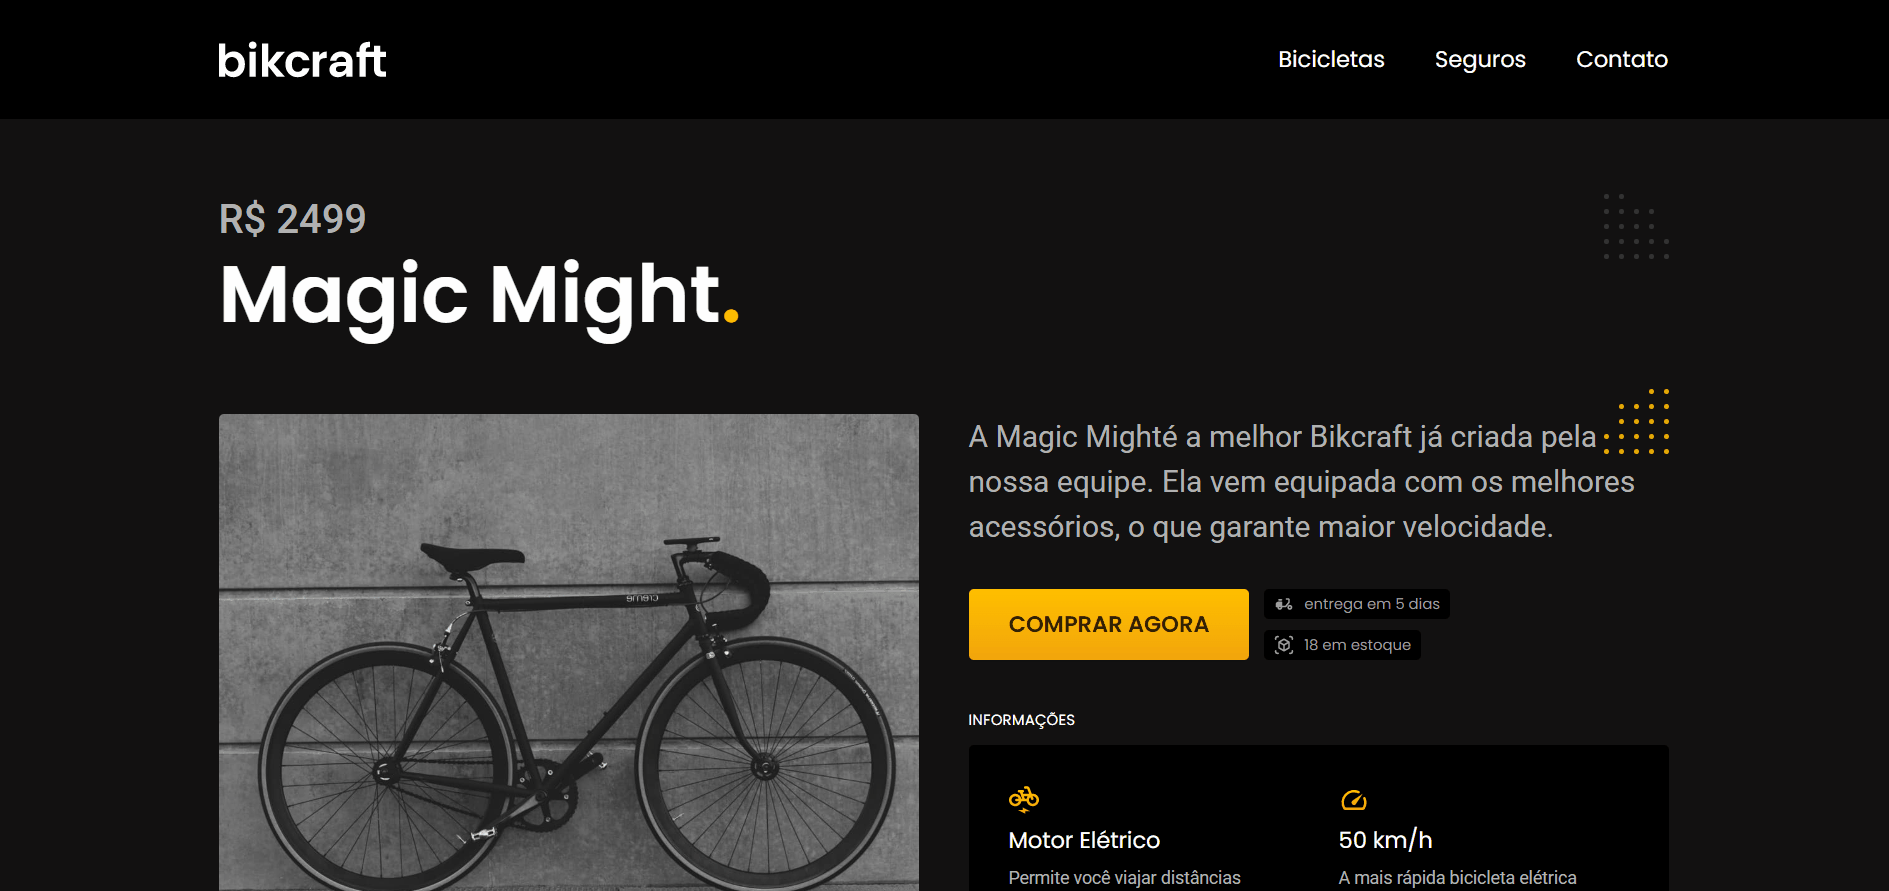 bikcraft
Bicicletas Seguros Contato
R$ 2499
Magic Might.
A Magic Mighté a melhor Bikcraft já criada pela
nossa equipe. Ela vem equipada com os melhores
acessórios, o que garante maior velocidade.
COMPRAR AGORA
entrega em 5 dias
18 em estoque
INFORMAÇÕES
Motor Elétrico
Permite você viajar distâncias
50 km/h
A mais rápida bicicleta elétrica